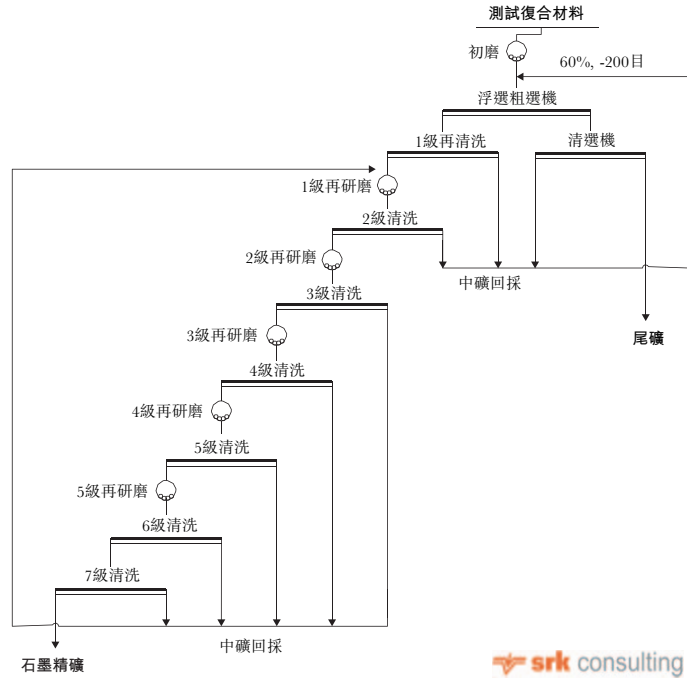 測試復合材料
初磨
60%, -200目
浮選粗選機
1級再清洗
清選機
1級再研磨
2級清洗
2級再研磨
中礦回採
3級清洗
3級再研磨
尾礦
4級清洗
4級再研磨
5級清洗
5級再研磨
6級清洗
7級清洗
中礦回採
石墨精礦
srk consulting